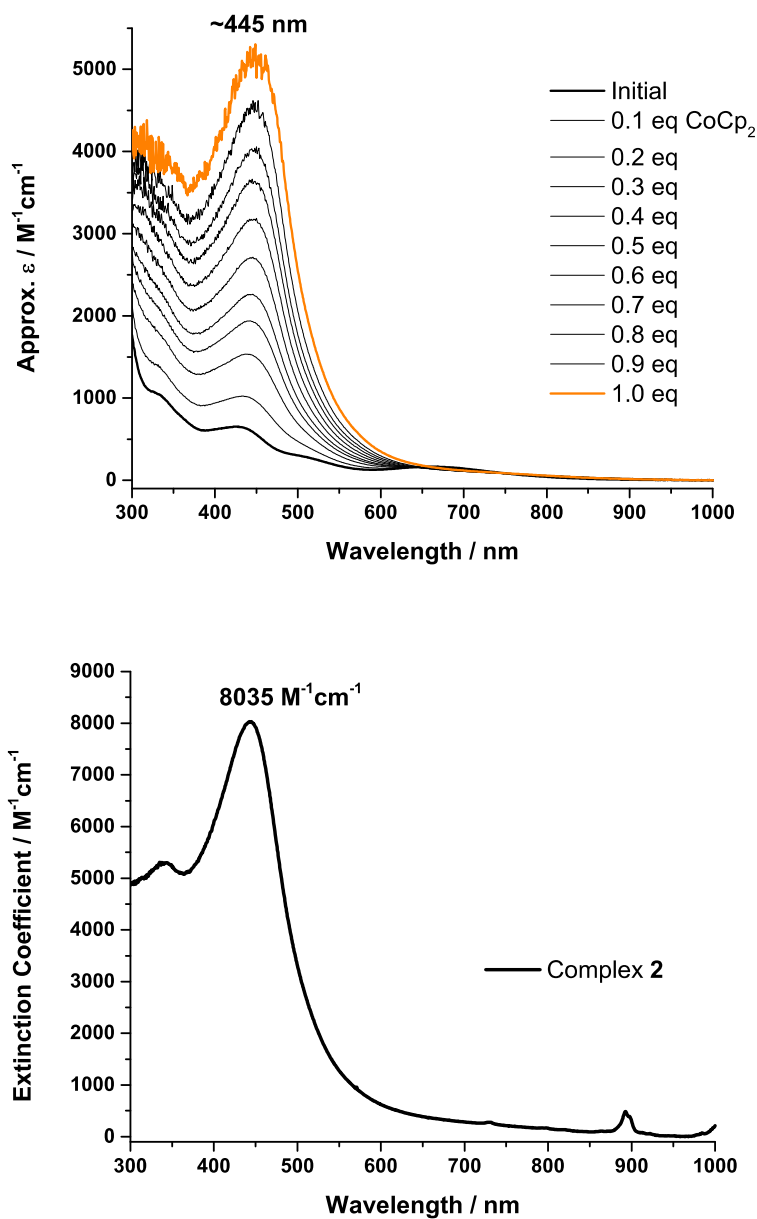 ~445 nm
5000
4000
3000
2000
1000
0
Approx. ε / M⁻¹cm⁻¹
300 400 500 600 700 800 900 1000
Wavelength / nm
Initial
0.1 eq CoCp₂
0.2 eq
0.3 eq
0.4 eq
0.5 eq
0.6 eq
0.7 eq
0.8 eq
0.9 eq
1.0 eq
8035 M⁻¹cm⁻¹
9000
8000
7000
6000
5000
4000
3000
2000
1000
0
Extinction Coefficient / M⁻¹cm⁻¹
300 400 500 600 700 800 900 1000
Wavelength / nm
Complex 2